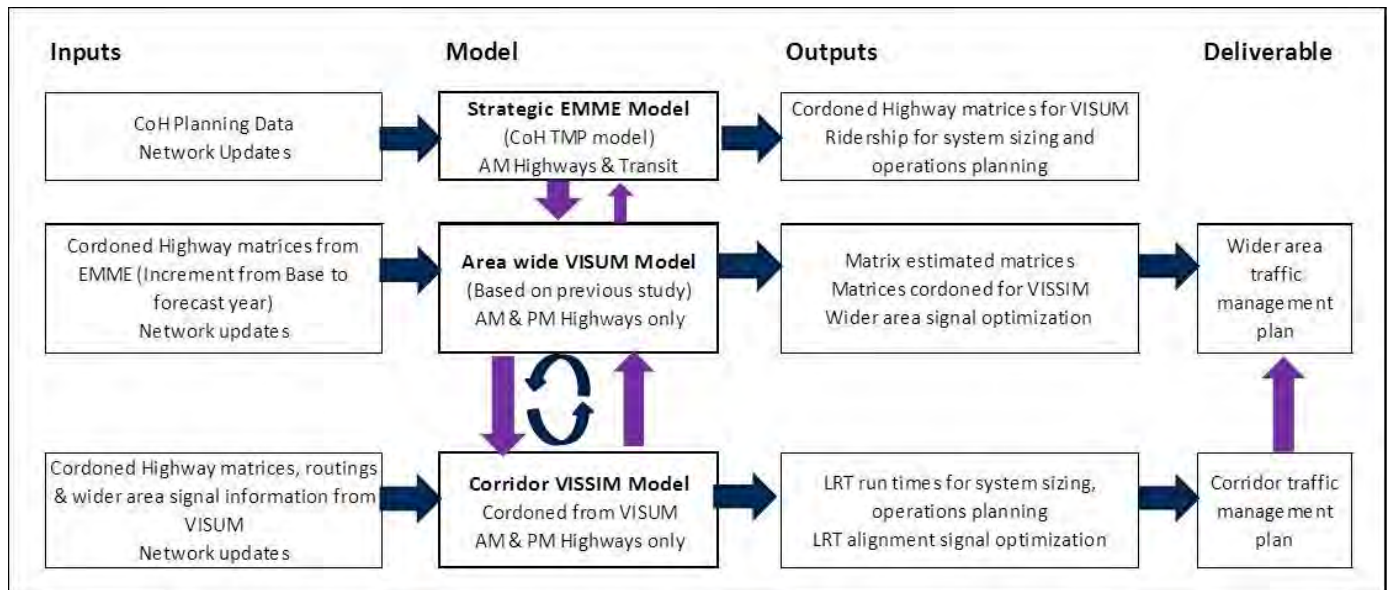 Inputs
Model
Outputs
Deliverable
CoH Planning Data
Network Updates
Strategic EMME Model
(CoH TMP model)
AM Highways & Transit
Cordoned Highway matrices for VISUM
Ridership for system sizing and
operations planning
Cordoned Highway matrices from
EMME (Increment from Base to
forecast year)
Network updates
Area wide VISUM Model
(Based on previous study)
AM & PM Highways only
Matrix estimated matrices
Matrices cordoned for VISSIM
Wider area signal optimization
Wider area
traffic
management
plan
Cordoned Highway matrices, routings
& wider area signal information from
VISUM
Network updates
Corridor VISSIM Model
Cordoned from VISUM
AM & PM Highways only
LRT run times for system sizing,
operations planning
LRT alignment signal optimization
Corridor traffic
management
plan